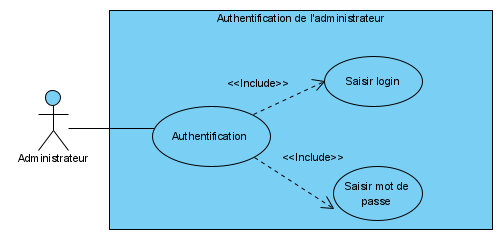 Authentification de l'administrateur
<<Include>>
Saisir login
Authentification
Administrateur
<<Include>>
Saisir mot de
passe